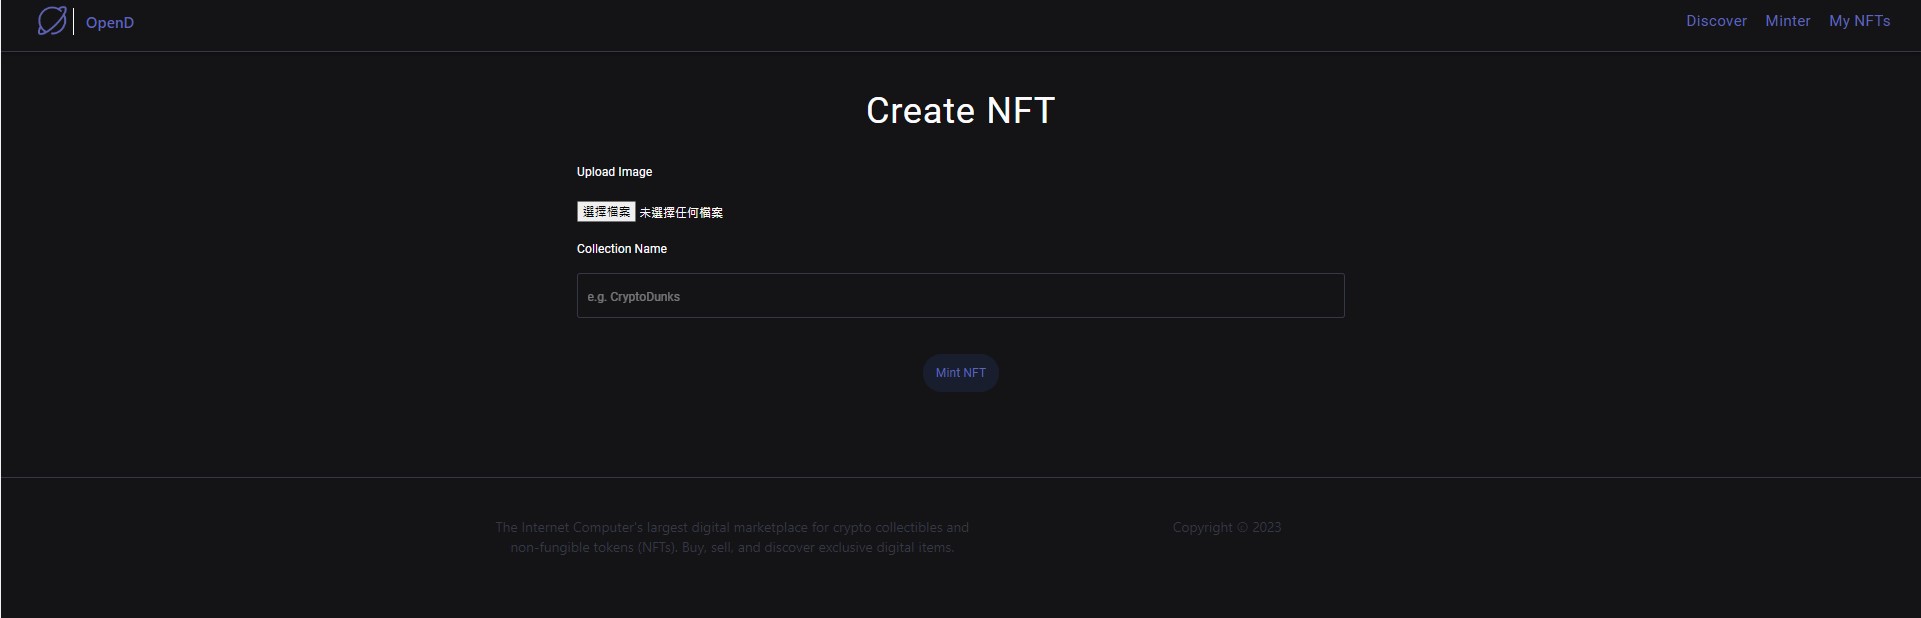 OpenD
Discover Minter My NFTs
Create NFT
Upload Image
選擇檔案 未選擇任何檔案
Collection Name
e.g. CryptoDunks
Mint NFT
The Internet Computer's largest digital marketplace for crypto collectibles and
non-fungible tokens (NFTs). Buy, sell, and discover exclusive digital items.
Copyright © 2023